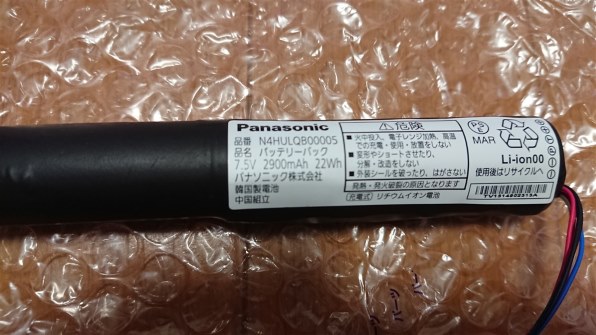 Panasonic
品番 N4HULQB00005
品名 バッテリーパック
7.5V 2900mAh 22Wh
パナソニック株式会社
韓国製電池
中国組立
⚠危険
■火中投入、電子レンジ加熱、高温
での充電・使用・放置をしない
■変形やショートさせたり、
分解・改造をしない
■外装シールを破ったり、はがさない
発熱・発火破裂の原因となります
充電式 リチウムイオン電池
PS
E
MAR
Li-ion00
使用後はリサイクルへ
パーツ
パーツ